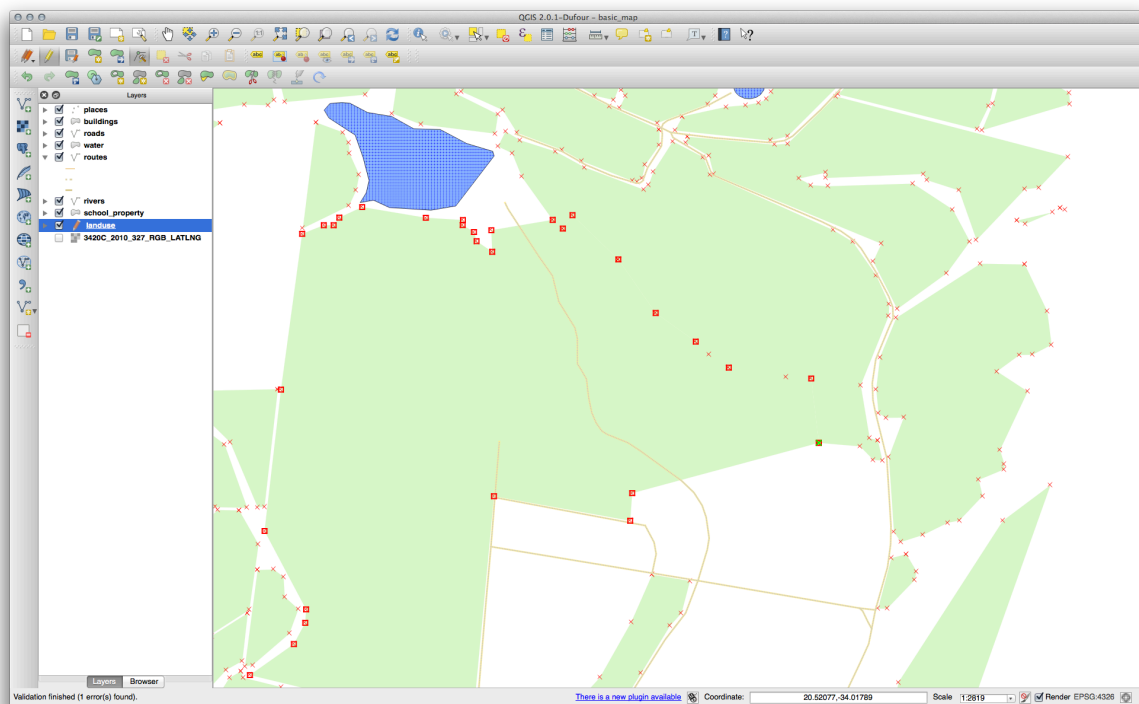 QGIS 2.0.1-Dufour - basic_map
Layers
places
buildings
roads
water
routes
rivers
school_property
landuse
3420C_2010_327_RGB_LATLNG
Layers Browser
Validation finished (1 error(s) found). There is a new plugin available Coordinate: 20.52077,-34.01789 Scale 1:2819 Render EPSG:4326